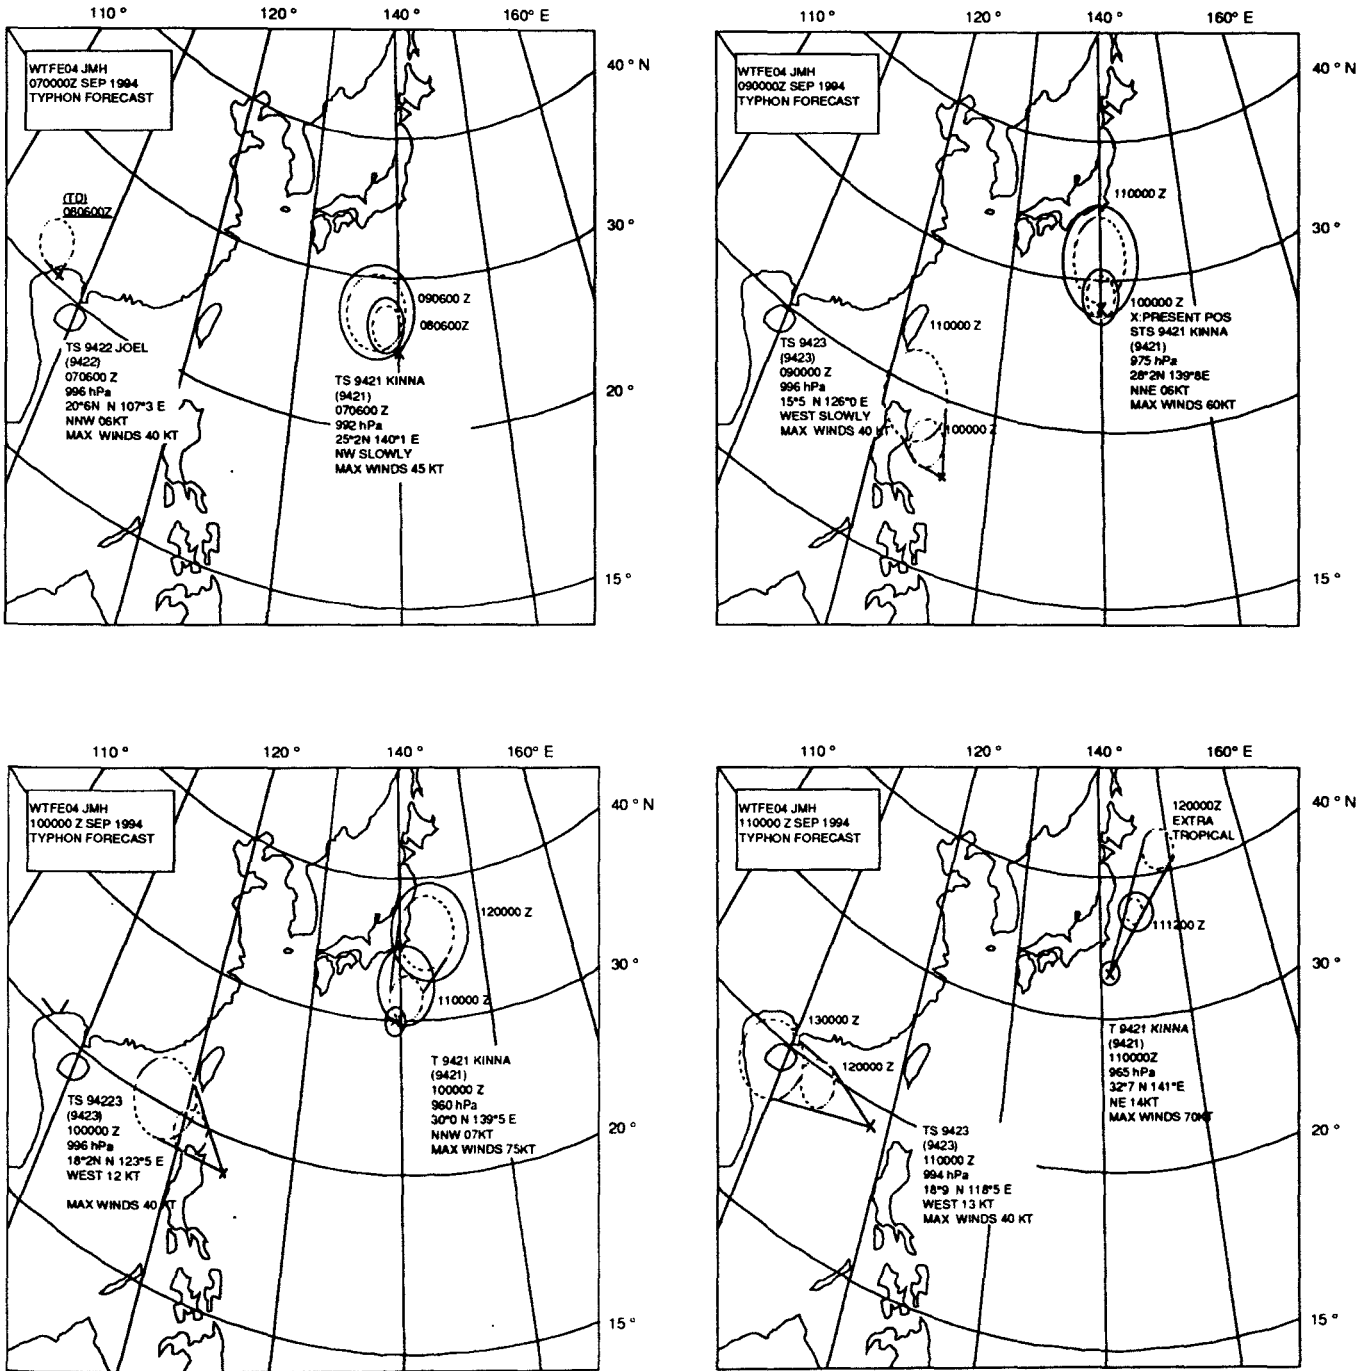 110° 120° 140° 160° E
WTFE04 JMH
070000Z SEP 1994
TYPHON FORECAST
40° N
(TD)
080600Z
30°
090600 Z
080600Z
TS 9422 JOEL
(9422)
070600 Z
996 hPa
20°6N N 107°3 E
NNW 06KT
MAX WINDS 40 KT
TS 9421 KINNA
(9421)
070600 Z
992 hPa
25°2N 140°1 E
NW SLOWLY
MAX WINDS 45 KT
20°
15°
110° 120° 140° 160° E
WTFE04 JMH
090000Z SEP 1994
TYPHON FORECAST
40° N
110000 Z
30°
100000 Z
X:PRESENT POS
STS 9421 KINNA
(9421)
975 hPa
28°2N 139°8E
NNE 06KT
MAX WINDS 60KT
110000Z
TS 9423
(9423)
090000 Z
996 hPa
15°5 N 126°0 E
WEST SLOWLY
MAX WINDS 40 KT
100000 Z
20°
15°
110° 120° 140° 160° E
WTFE04 JMH
100000 Z SEP 1994
TYPHON FORECAST
40° N
120000 Z
30°
110000 Z
T 9421 KINNA
(9421)
100000 Z
960 hPa
30°0 N 139°5 E
NNW 07KT
MAX WINDS 75KT
TS 94223
(9423)
100000 Z
996 hPa
18°2N N 123°5 E
WEST 12 KT
MAX WINDS 40 KT
20°
15°
110° 120° 140° 160° E
WTFE04 JMH
110000 Z SEP 1994
TYPHON FORECAST
120000Z
EXTRA
TROPICAL
40° N
111200 Z
30°
130000 Z
120000 Z
T 9421 KINNA
(9421)
110000Z
965 hPa
32°7 N 141°E
NE 14KT
MAX WINDS 70KT
TS 9423
(9423)
110000 Z
994 hPa
18°9 N 118°5 E
WEST 13 KT
MAX WINDS 40 KT
20°
15°